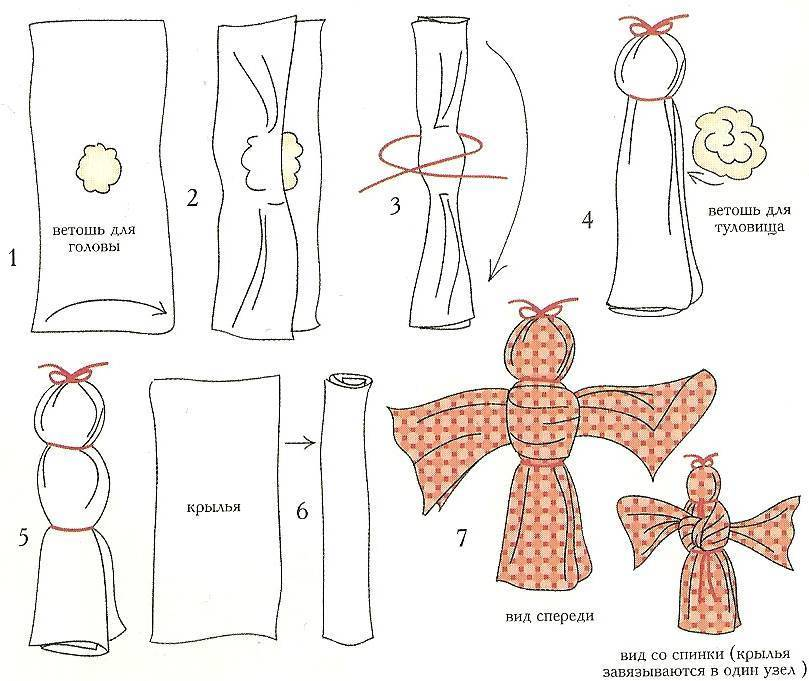 1
ветошь для
головы
2
3
4
ветошь для
туловища
5
крылья
6
7
вид спереди
вид со спинки (крылья
завязываются в один узел )